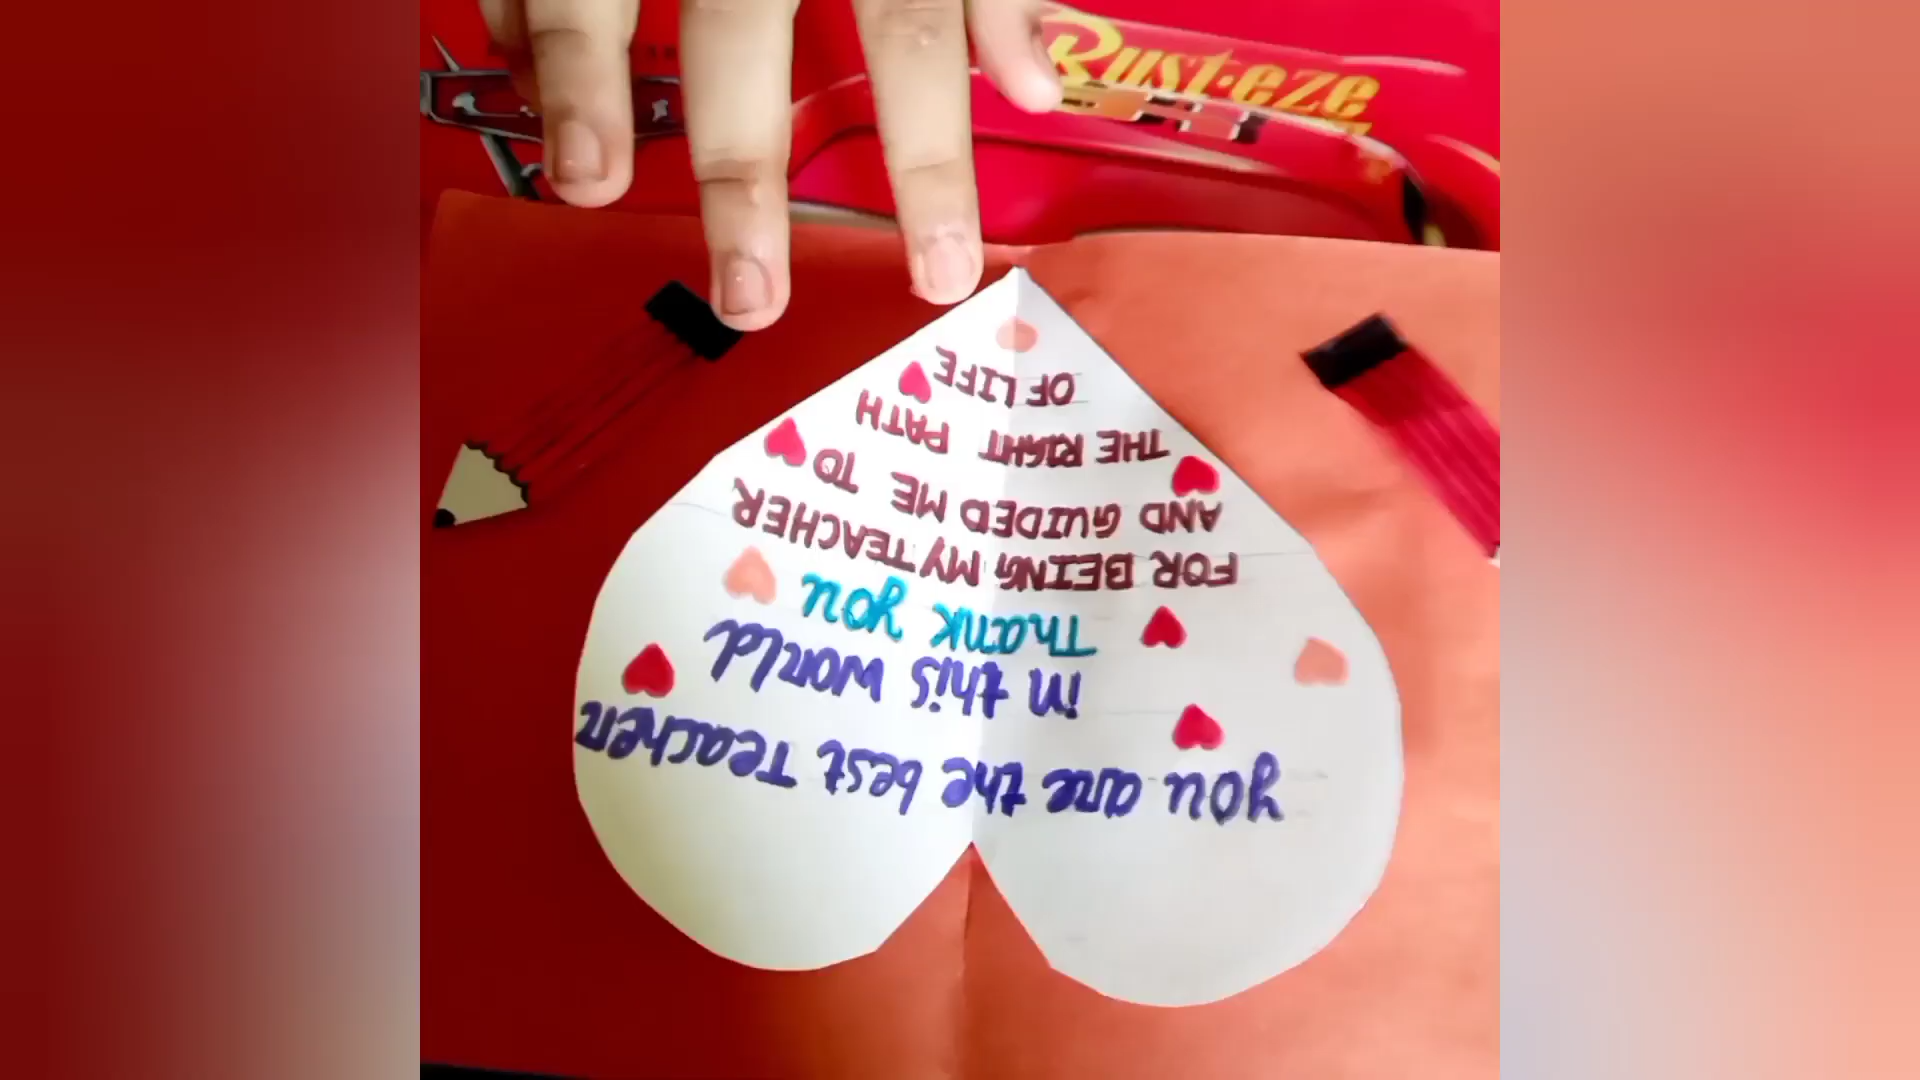 Rust-eze
you are the best Teacher
in this world
Thank you
FOR BEING MY TEACHER
AND GUIDED ME TO
THE RIGHT PATH
OF LIFE